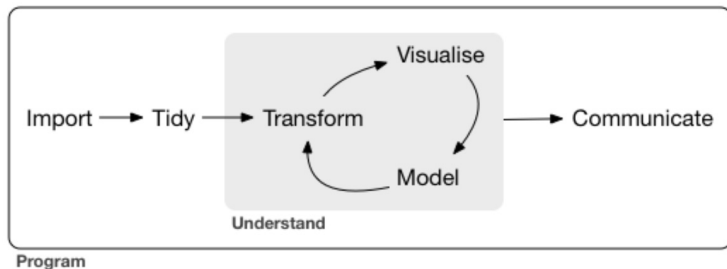 Visualise
Import
Tidy
Transform
Communicate
Model
Understand
Program